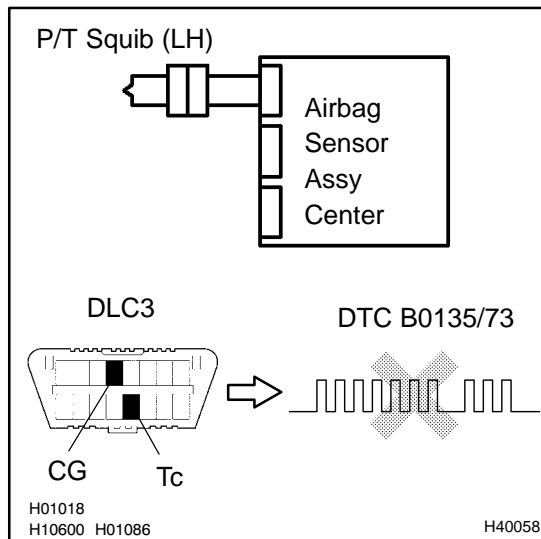 P/T Squib (LH)
Airbag
Sensor
Assy
Center
DLC3
DTC B0135/73
CG
Tc
H01018
H10600 H01086
H40058